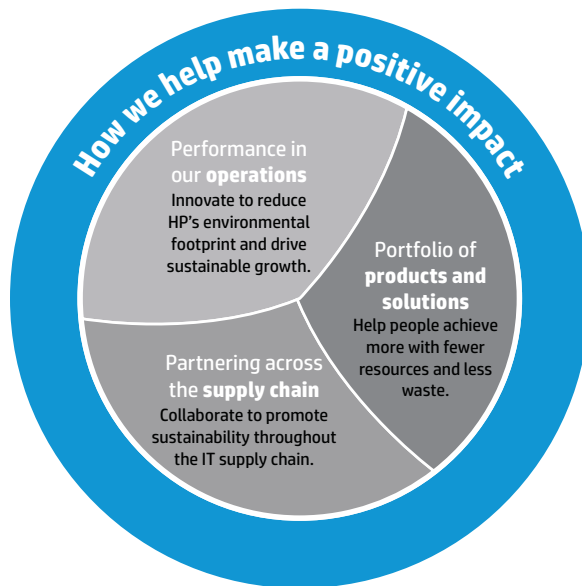 How we help make a positive impact
Performance in
our operations
Innovate to reduce
HP's environmental
footprint and drive
sustainable growth.
Portfolio of
products and
solutions
Help people achieve
more with fewer
resources and less
waste.
Partnering across
the supply chain
Collaborate to promote
sustainability throughout
the IT supply chain.